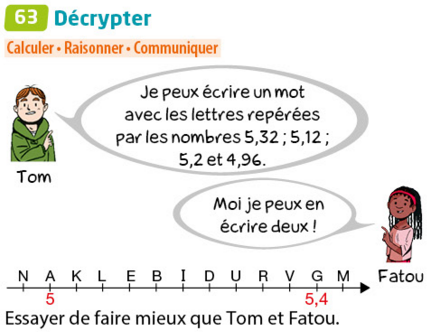 63 Décrypter
Calculer • Raisonner • Communiquer
Je peux écrire un mot
avec les lettres repérées
par les nombres 5,32 ; 5,12 ;
5,2 et 4,96.
Tom
Moi je peux en
écrire deux !
Fatou
N A K L E B I D U R V G M
5 5,4
Essayer de faire mieux que Tom et Fatou.